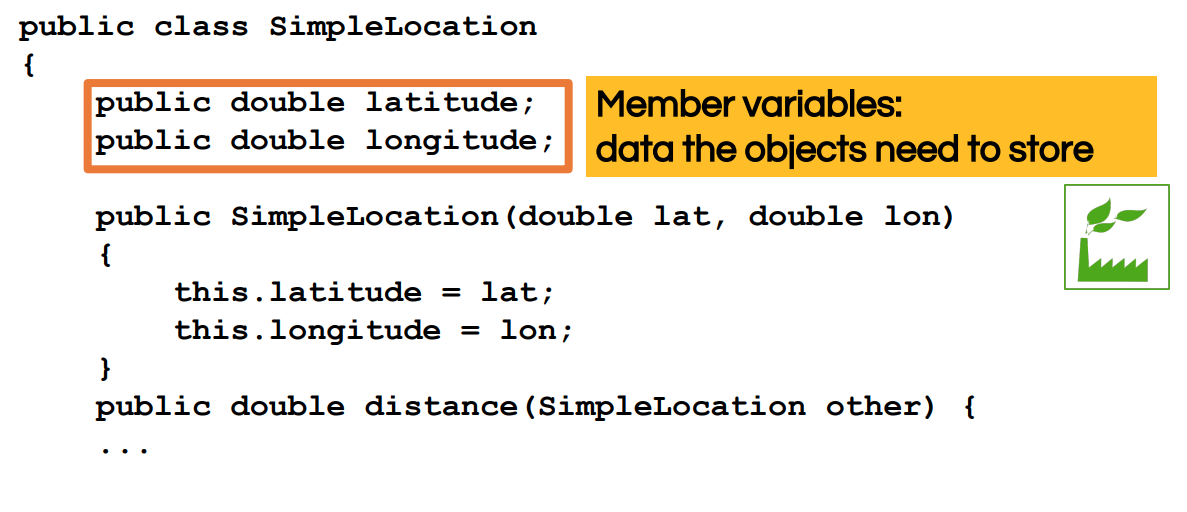 public class SimpleLocation
{
public double latitude;
public double longitude;
Member variables:
data the objects need to store
public SimpleLocation(double lat, double lon)
{
this.latitude = lat;
this.longitude = lon;
}
public double distance(SimpleLocation other) {
...